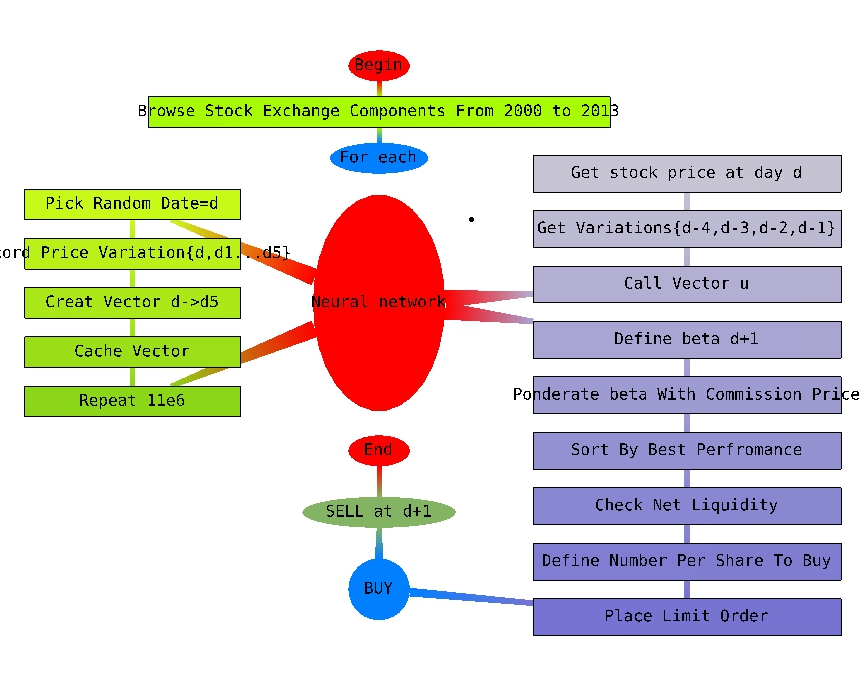 Begin
Browse Stock Exchange Components From 2000 to 2013
For each
Pick Random Date=d
ord Price Variation{d,d1...d5}
Creat Vector d->d5
Cache Vector
Repeat 11e6
Neural network
Get stock price at day d
Get Variations{d-4,d-3,d-2,d-1}
Call Vector u
Define beta d+1
Ponderate beta With Commission Price
Sort By Best Perfromance
Check Net Liquidity
Define Number Per Share To Buy
Place Limit Order
End
SELL at d+1
BUY